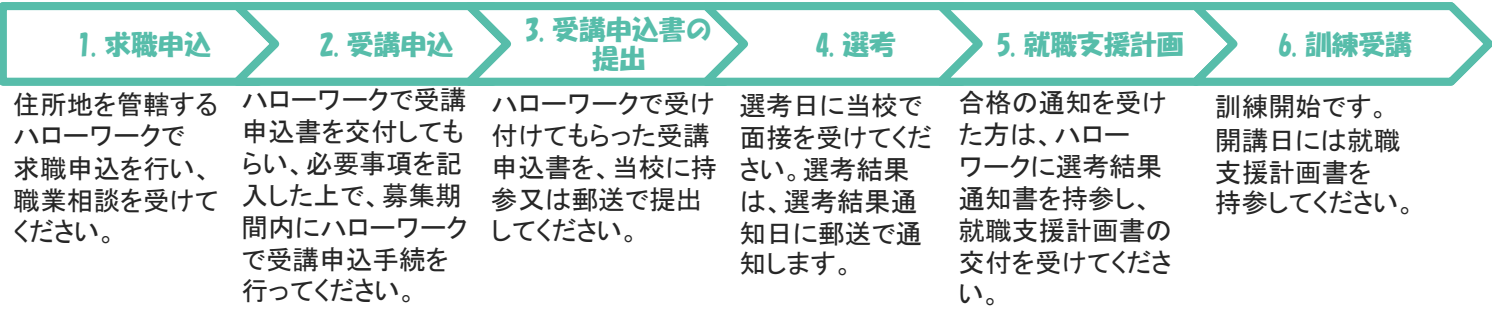 1. 求職申込
住所地を管轄する
ハローワークで
求職申込を行い、
職業相談を受けて
ください。
2. 受講申込
ハローワークで受講
申込書を交付しても
らい、必要事項を記
入した上で、募集期
間内にハローワーク
で受講申込手続を
行ってください。
3. 受講申込書の
提出
ハローワークで受け
付けてもらった受講
申込書を、当校に持
参又は郵送で提出
してください。
4. 選考
選考日に当校で
面接を受けてくだ
さい。選考結果
は、選考結果通
知日に郵送で通
知します。
5. 就職支援計画
合格の通知を受け
た方は、ハロー
ワークに選考結果
通知書を持参し、
就職支援計画書の
交付を受けてくださ
い。
6. 訓練受講
訓練開始です。
開講日には就職
支援計画書を
持参してください。